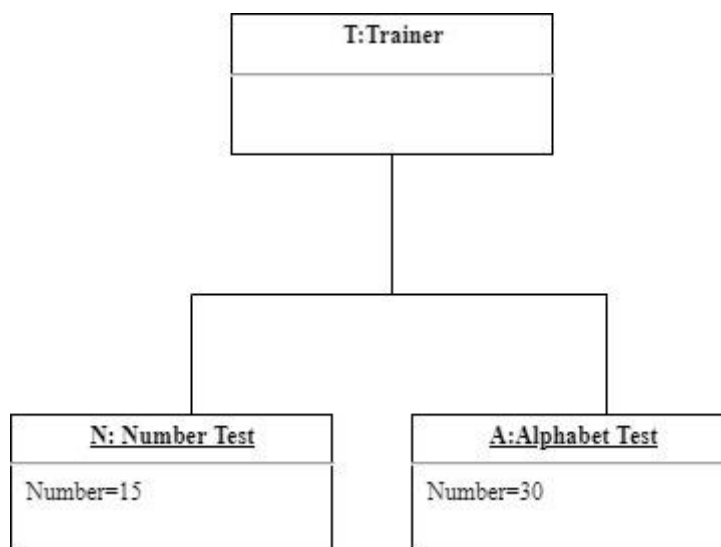 T:Trainer
N: Number Test
Number=15
A:Alphabet Test
Number=30